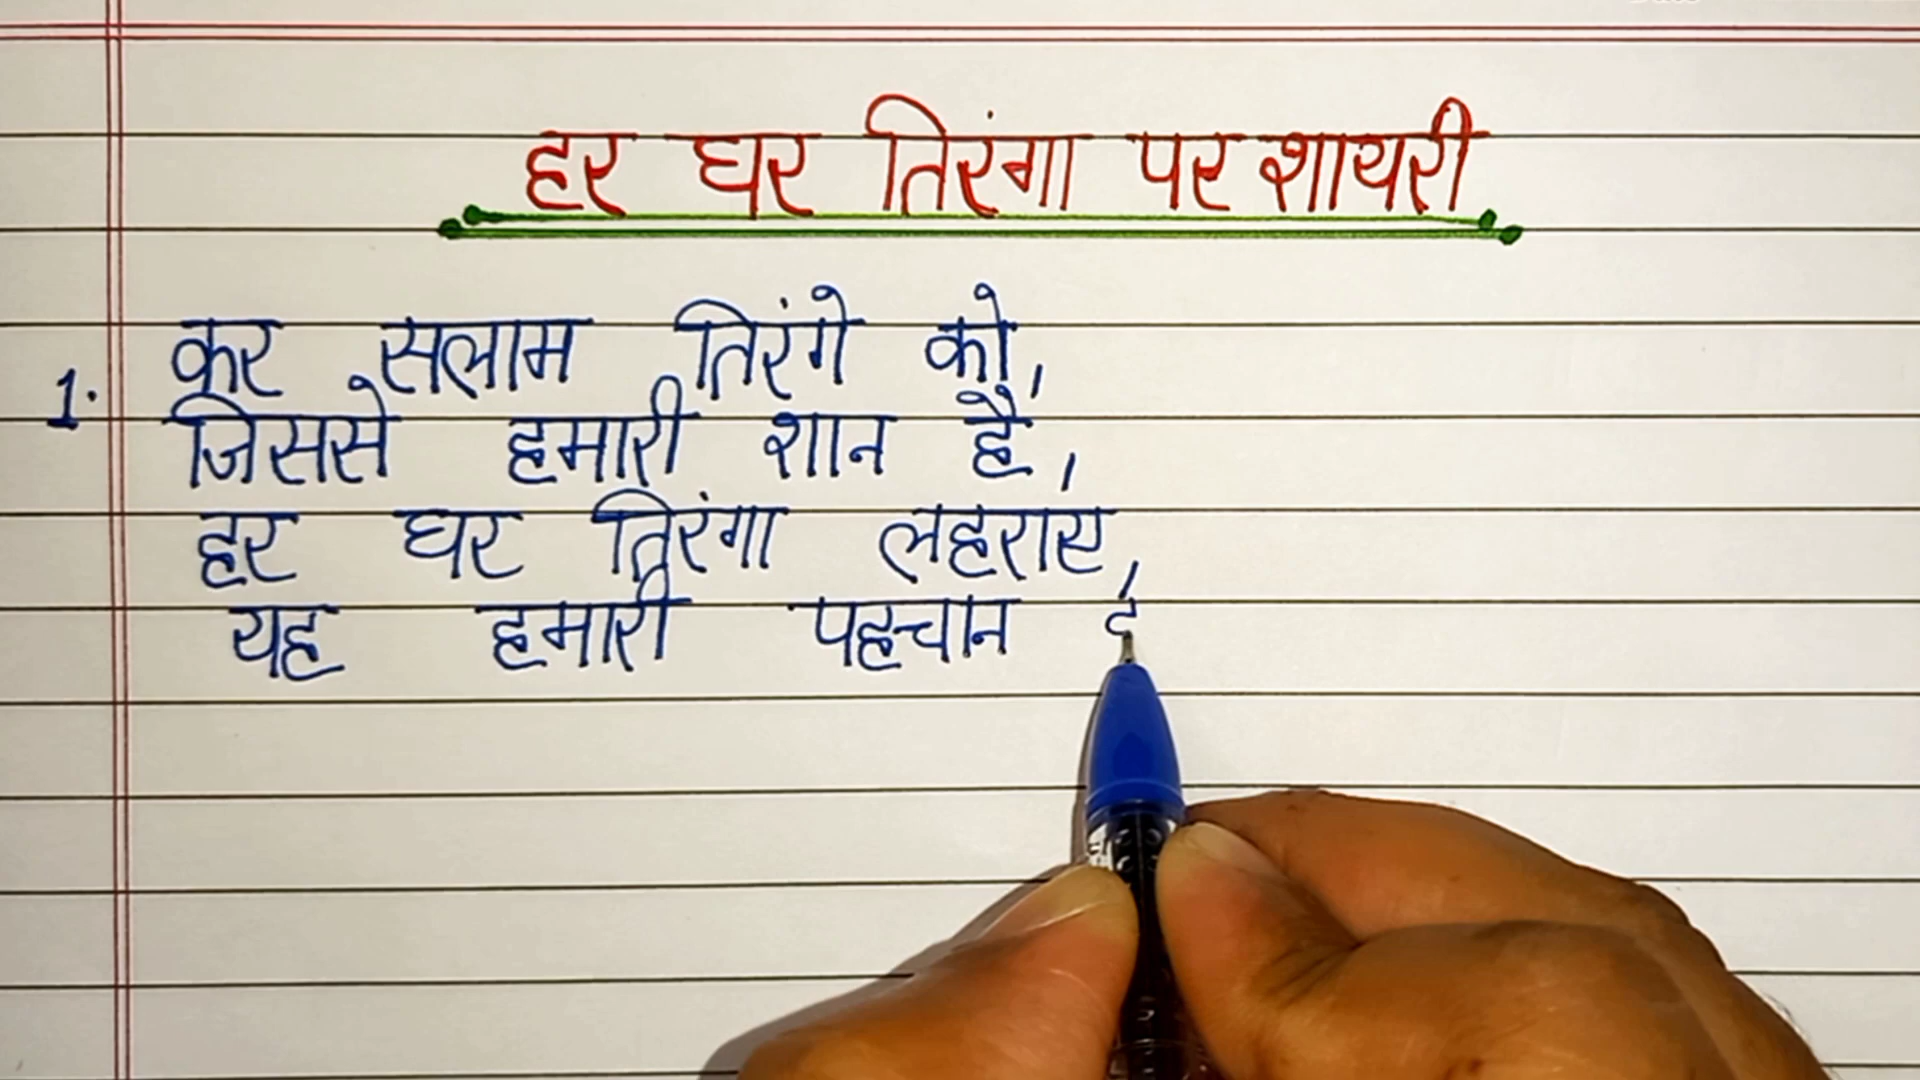 हर घर तिरंगा पर शायरी
1. कर सलाम तिरंगे को,
जिससे हमारी शान है,
हर घर तिरंगा लहराए,
यह हमारी पहचान